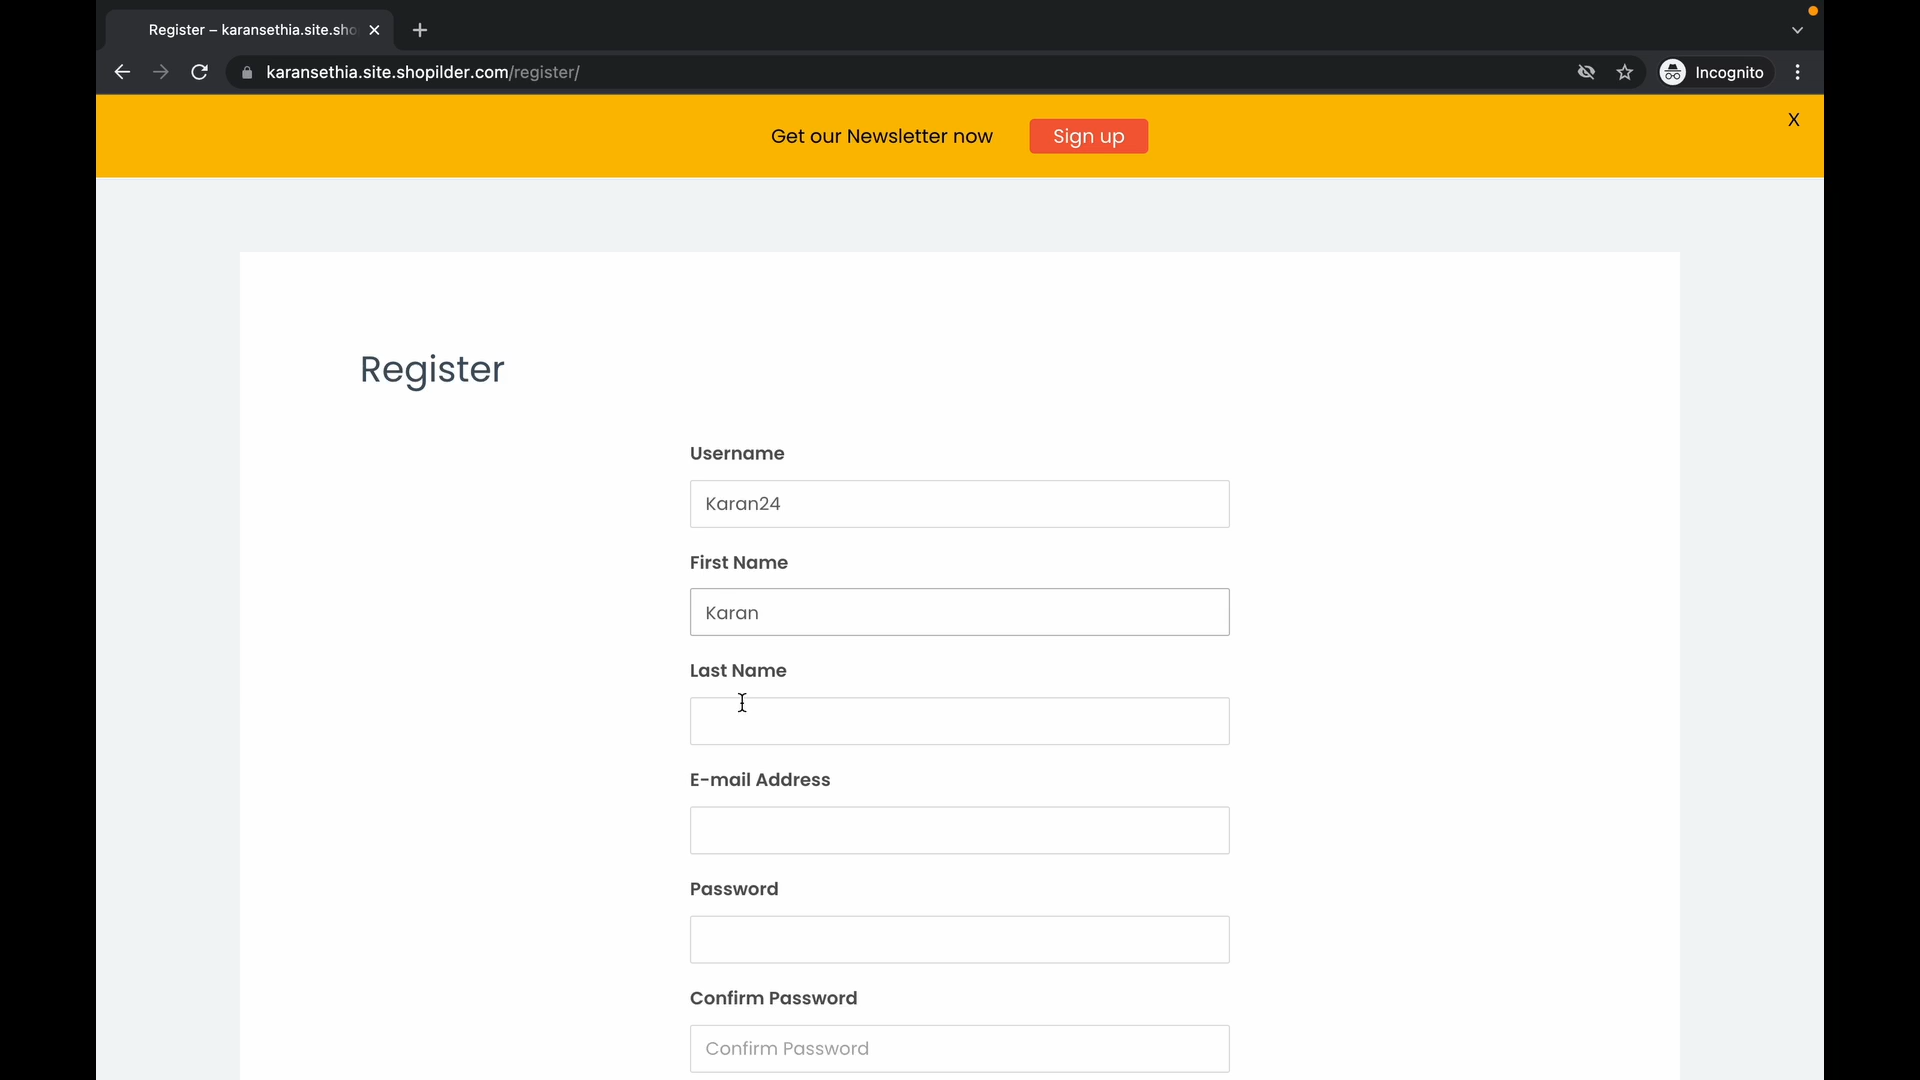 Register – karansethia.site.sho
karansethia.site.shopilder.com/register/
Incognito
Get our Newsletter now
Sign up
X
Register
Username
Karan24
First Name
Karan
Last Name
E-mail Address
Password
Confirm Password
Confirm Password